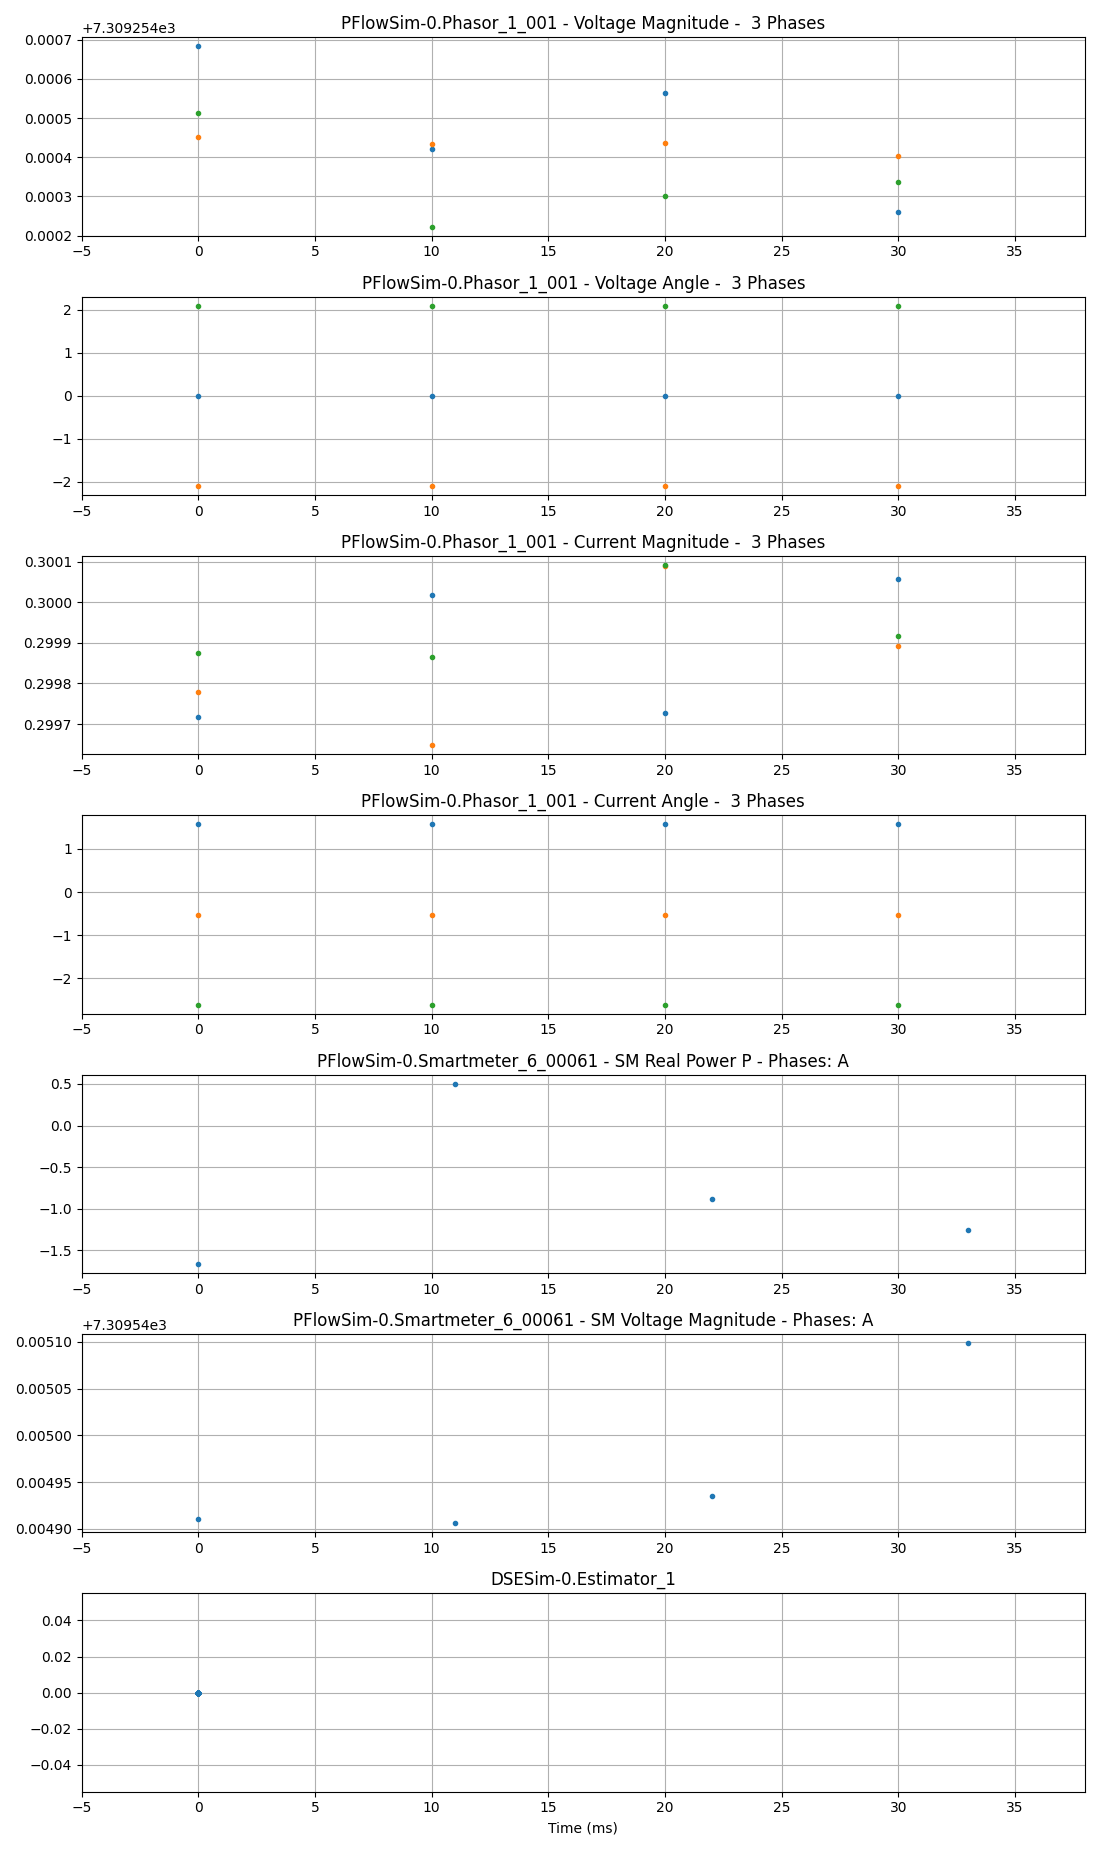 PFlowSim-0.Phasor_1_001 - Voltage Magnitude -  3 Phases
+7.309254e3
0.0007
0.0006
0.0005
0.0004
0.0003
0.0002
−5 0 5 10 15 20 25 30 35
PFlowSim-0.Phasor_1_001 - Voltage Angle -  3 Phases
2
1
0
−1
−2
−5 0 5 10 15 20 25 30 35
PFlowSim-0.Phasor_1_001 - Current Magnitude -  3 Phases
0.3001
0.3000
0.2999
0.2998
0.2997
−5 0 5 10 15 20 25 30 35
PFlowSim-0.Phasor_1_001 - Current Angle -  3 Phases
1
0
−1
−2
−5 0 5 10 15 20 25 30 35
PFlowSim-0.Smartmeter_6_00061 - SM Real Power P - Phases: A
0.5
0.0
−0.5
−1.0
−1.5
−5 0 5 10 15 20 25 30 35
PFlowSim-0.Smartmeter_6_00061 - SM Voltage Magnitude - Phases: A
+7.30954e3
0.00510
0.00505
0.00500
0.00495
0.00490
−5 0 5 10 15 20 25 30 35
DSESim-0.Estimator_1
0.04
0.02
0.00
−0.02
−0.04
−5 0 5 10 15 20 25 30 35
Time (ms)